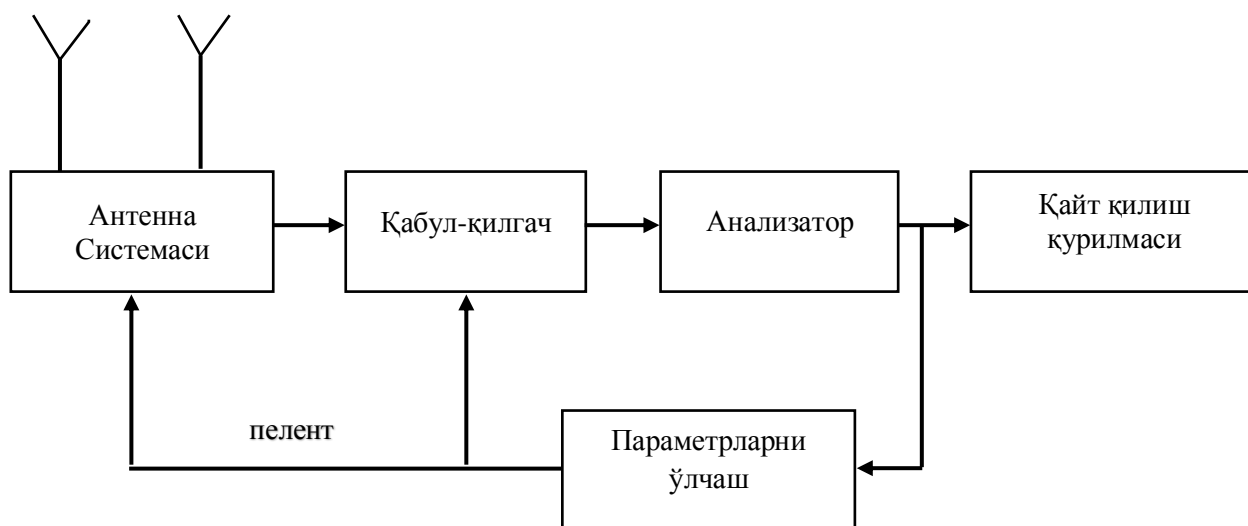 Антенна
Системаси
Қабул-қилгач
Анализатор
Қайт қилиш
қурилмаси
пелент
Параметрларни
ўлчаш